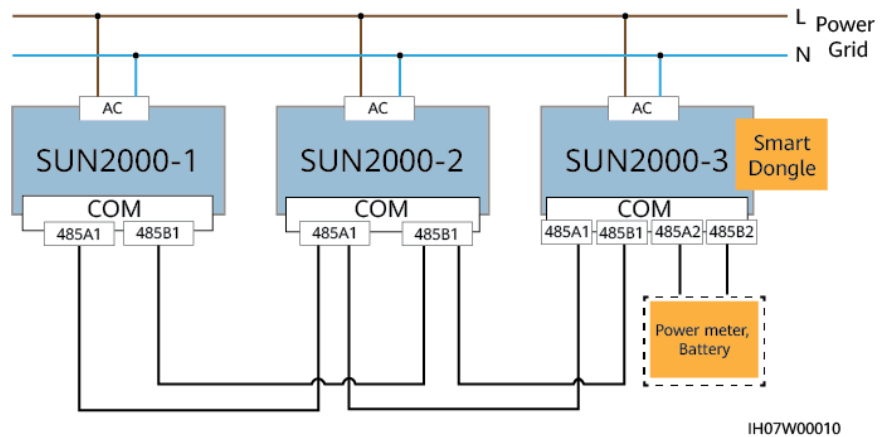 L
Power
Grid
N
AC
AC
AC
SUN2000-1
SUN2000-2
SUN2000-3
Smart
Dongle
COM
COM
COM
485A1
485B1
485A1
485B1
485A1
485B1
485A2
485B2
Power meter,
Battery
IH07W00010